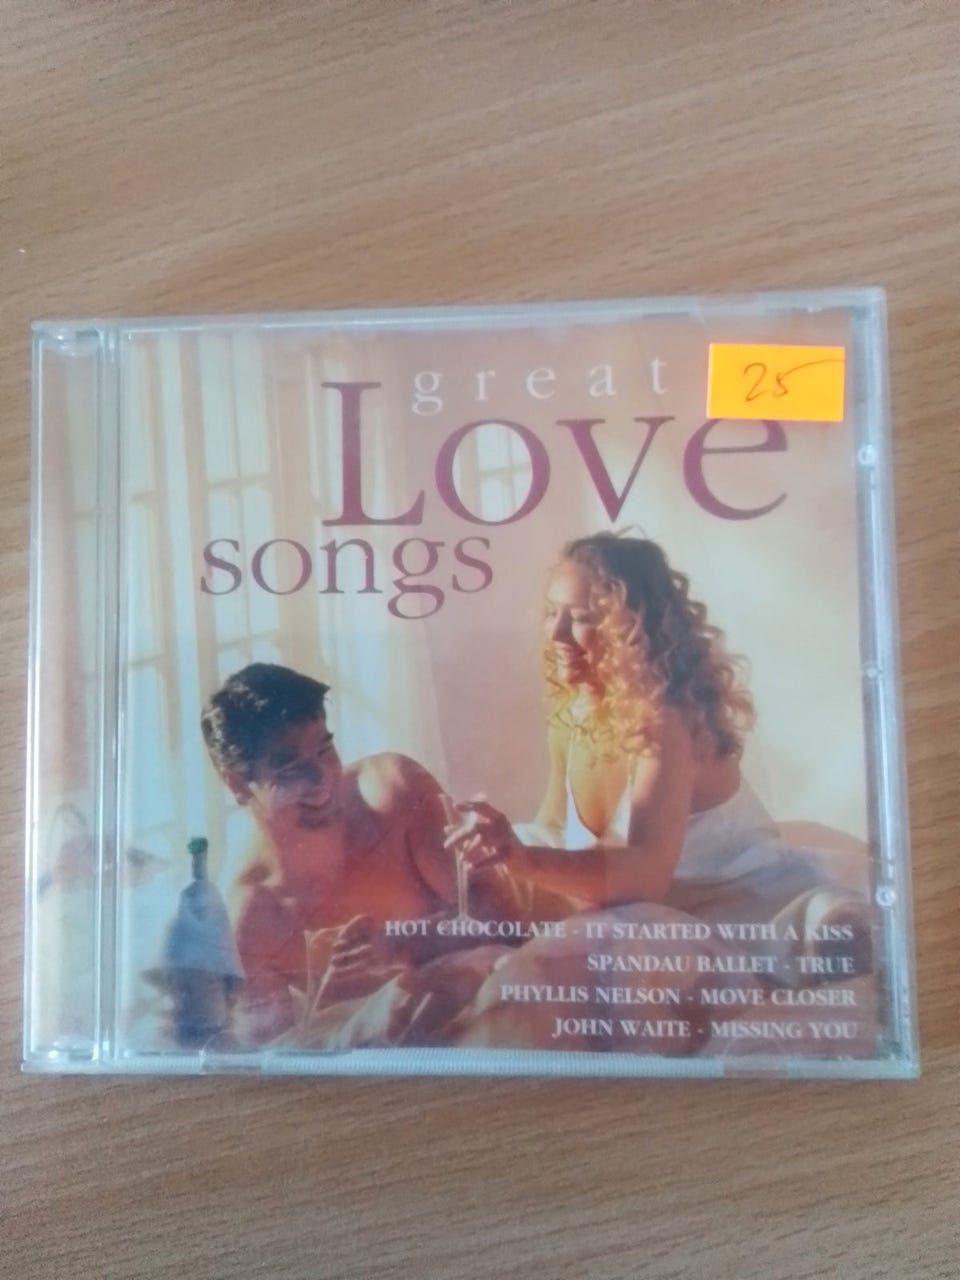 great
25
Love
songs
HOT CHOCOLATE - IT STARTED WITH A KISS
SPANDAU BALLET - TRUE
PHYLLIS NELSON - MOVE CLOSER
JOHN WAITE - MISSING YOU